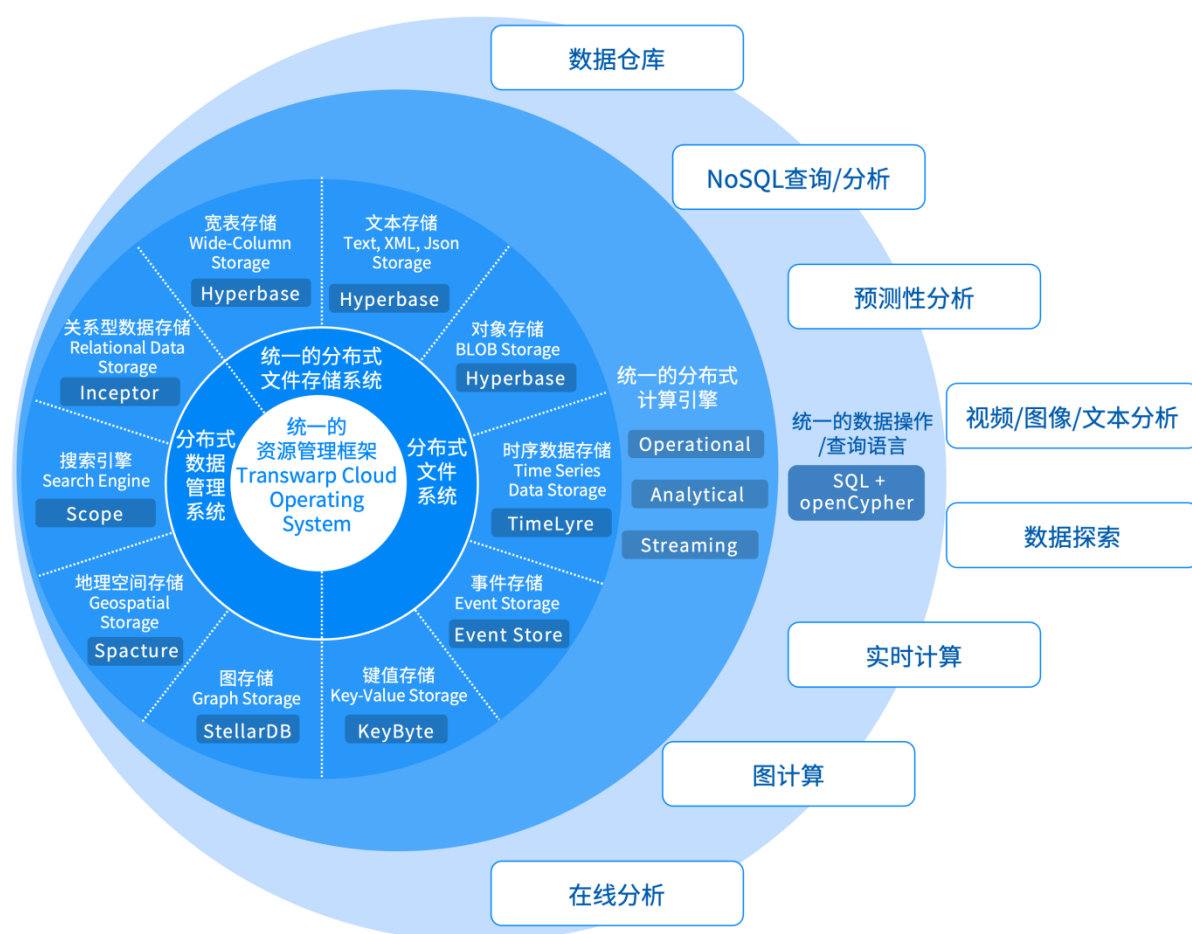 数据仓库
NoSQL查询/分析
预测性分析
视频/图像/文本分析
数据探索
实时计算
图计算
在线分析
统一的数据操作
/查询语言
SQL +
openCypher
统一的分布式
计算引擎
Operational
Analytical
Streaming
宽表存储
Wide-Column
Storage
Hyperbase
文本存储
Text, XML, Json
Storage
Hyperbase
对象存储
BLOB Storage
Hyperbase
时序数据存储
Time Series
Data Storage
TimeLyre
事件存储
Event Storage
Event Store
键值存储
Key-Value Storage
KeyByte
图存储
Graph Storage
StellarDB
地理空间存储
Geospatial
Storage
Spacture
搜索引擎
Search Engine
Scope
关系型数据存储
Relational Data
Storage
Inceptor
统一的分布式
文件存储系统
分布式
数据
管理
系统
分布式
文件
系统
统一的
资源管理框架
Transwarp Cloud
Operating
System